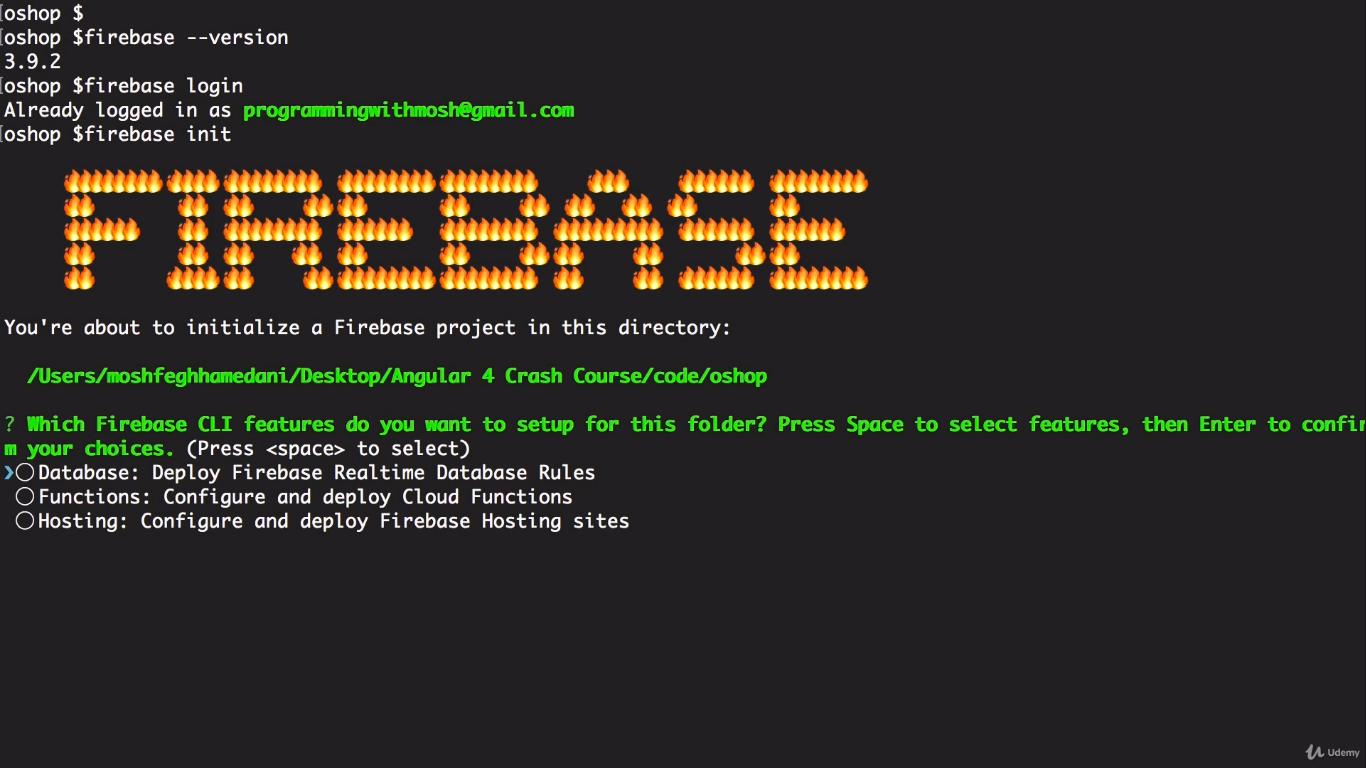 oshop $
oshop $firebase --version
3.9.2
oshop $firebase login
Already logged in as programmingwithmosh@gmail.com
oshop $firebase init
FIREBASE
You're about to initialize a Firebase project in this directory:
/Users/moshfeghhamedani/Desktop/Angular 4 Crash Course/code/oshop
? Which Firebase CLI features do you want to setup for this folder? Press Space to select features, then Enter to confir
m your choices. (Press <space> to select)
❯◯Database: Deploy Firebase Realtime Database Rules
◯Functions: Configure and deploy Cloud Functions
◯Hosting: Configure and deploy Firebase Hosting sites
Udemy